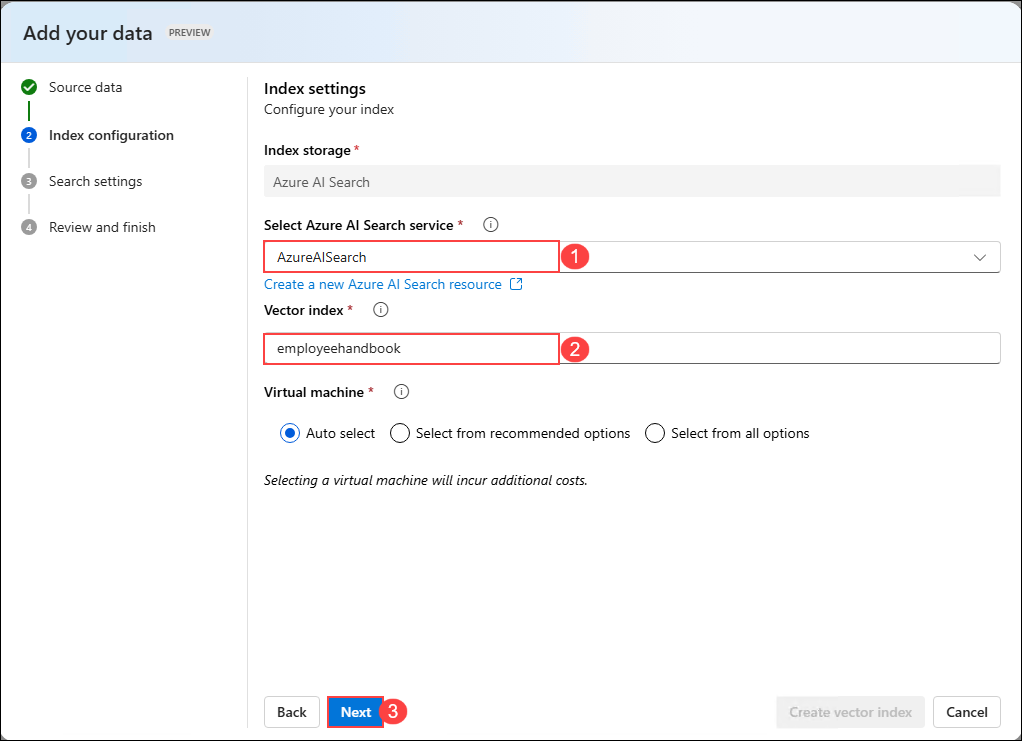 Add your data PREVIEW
Source data
2 Index configuration
3 Search settings
4 Review and finish
Index settings
Configure your index
Index storage *
Azure AI Search
Select Azure AI Search service *
AzureAISearch 1
Create a new Azure AI Search resource
Vector index *
employeehandbook 2
Virtual machine *
Auto select Select from recommended options Select from all options
Selecting a virtual machine will incur additional costs.
Back Next 3 Create vector index Cancel